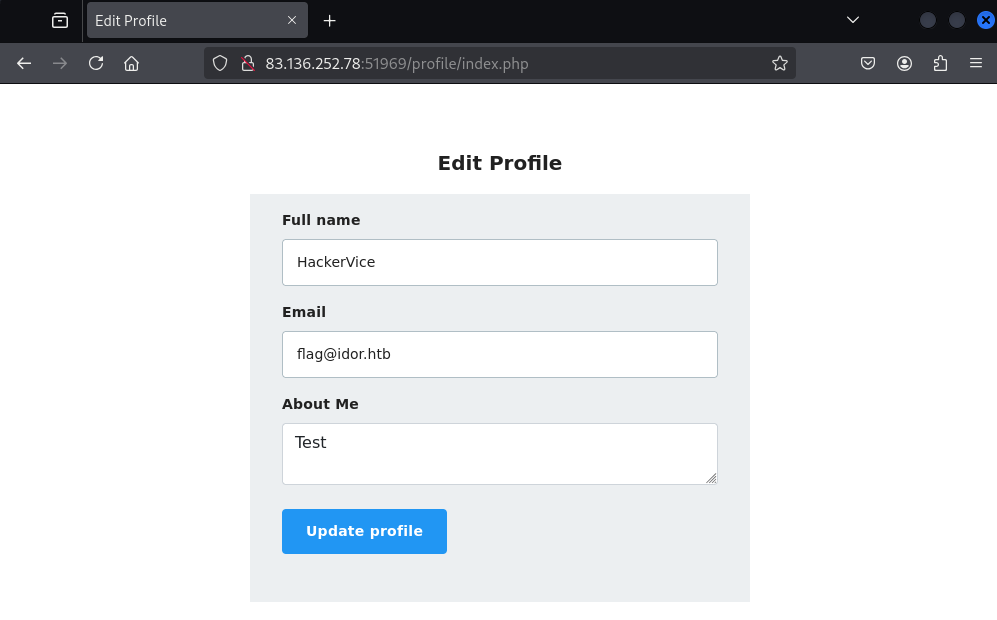 Edit Profile
83.136.252.78:51969/profile/index.php
Edit Profile
Full name
HackerVice
Email
flag@idor.htb
About Me
Test
Update profile